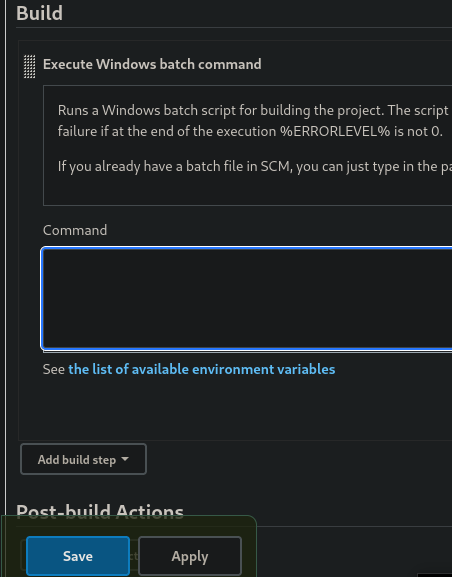 Build
Execute Windows batch command
Runs a Windows batch script for building the project. The script
failure if at the end of the execution %ERRORLEVEL% is not 0.
If you already have a batch file in SCM, you can just type in the pa
Command
See the list of available environment variables
Add build step
Post-build Actions
Save
Apply